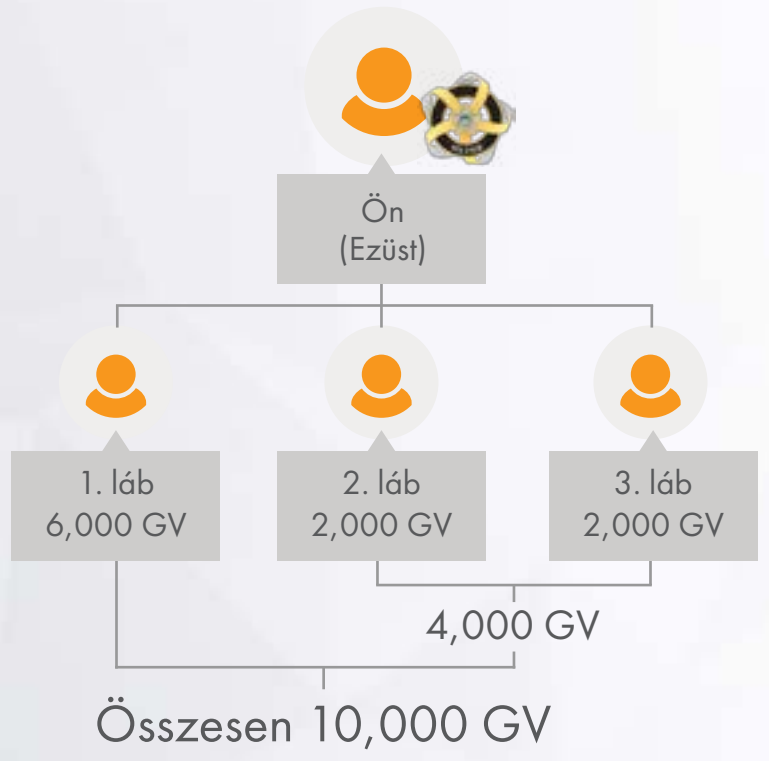 Ön
(Ezüst)
1. láb
6,000 GV
2. láb
2,000 GV
3. láb
2,000 GV
4,000 GV
Összesen 10,000 GV